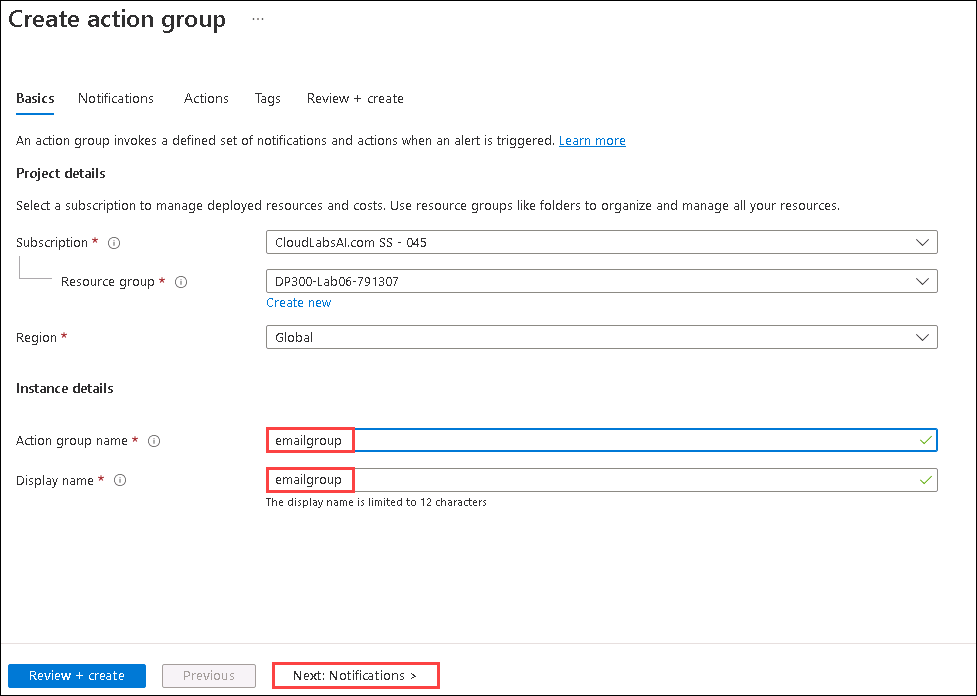 Create action group ...
Basics Notifications Actions Tags Review + create
An action group invokes a defined set of notifications and actions when an alert is triggered. Learn more
Project details
Select a subscription to manage deployed resources and costs. Use resource groups like folders to organize and manage all your resources.
Subscription * CloudLabsAI.com SS - 045
Resource group * DP300-Lab06-791307
Create new
Region * Global
Instance details
Action group name * emailgroup
Display name * emailgroup
The display name is limited to 12 characters
Review + create Previous Next: Notifications >